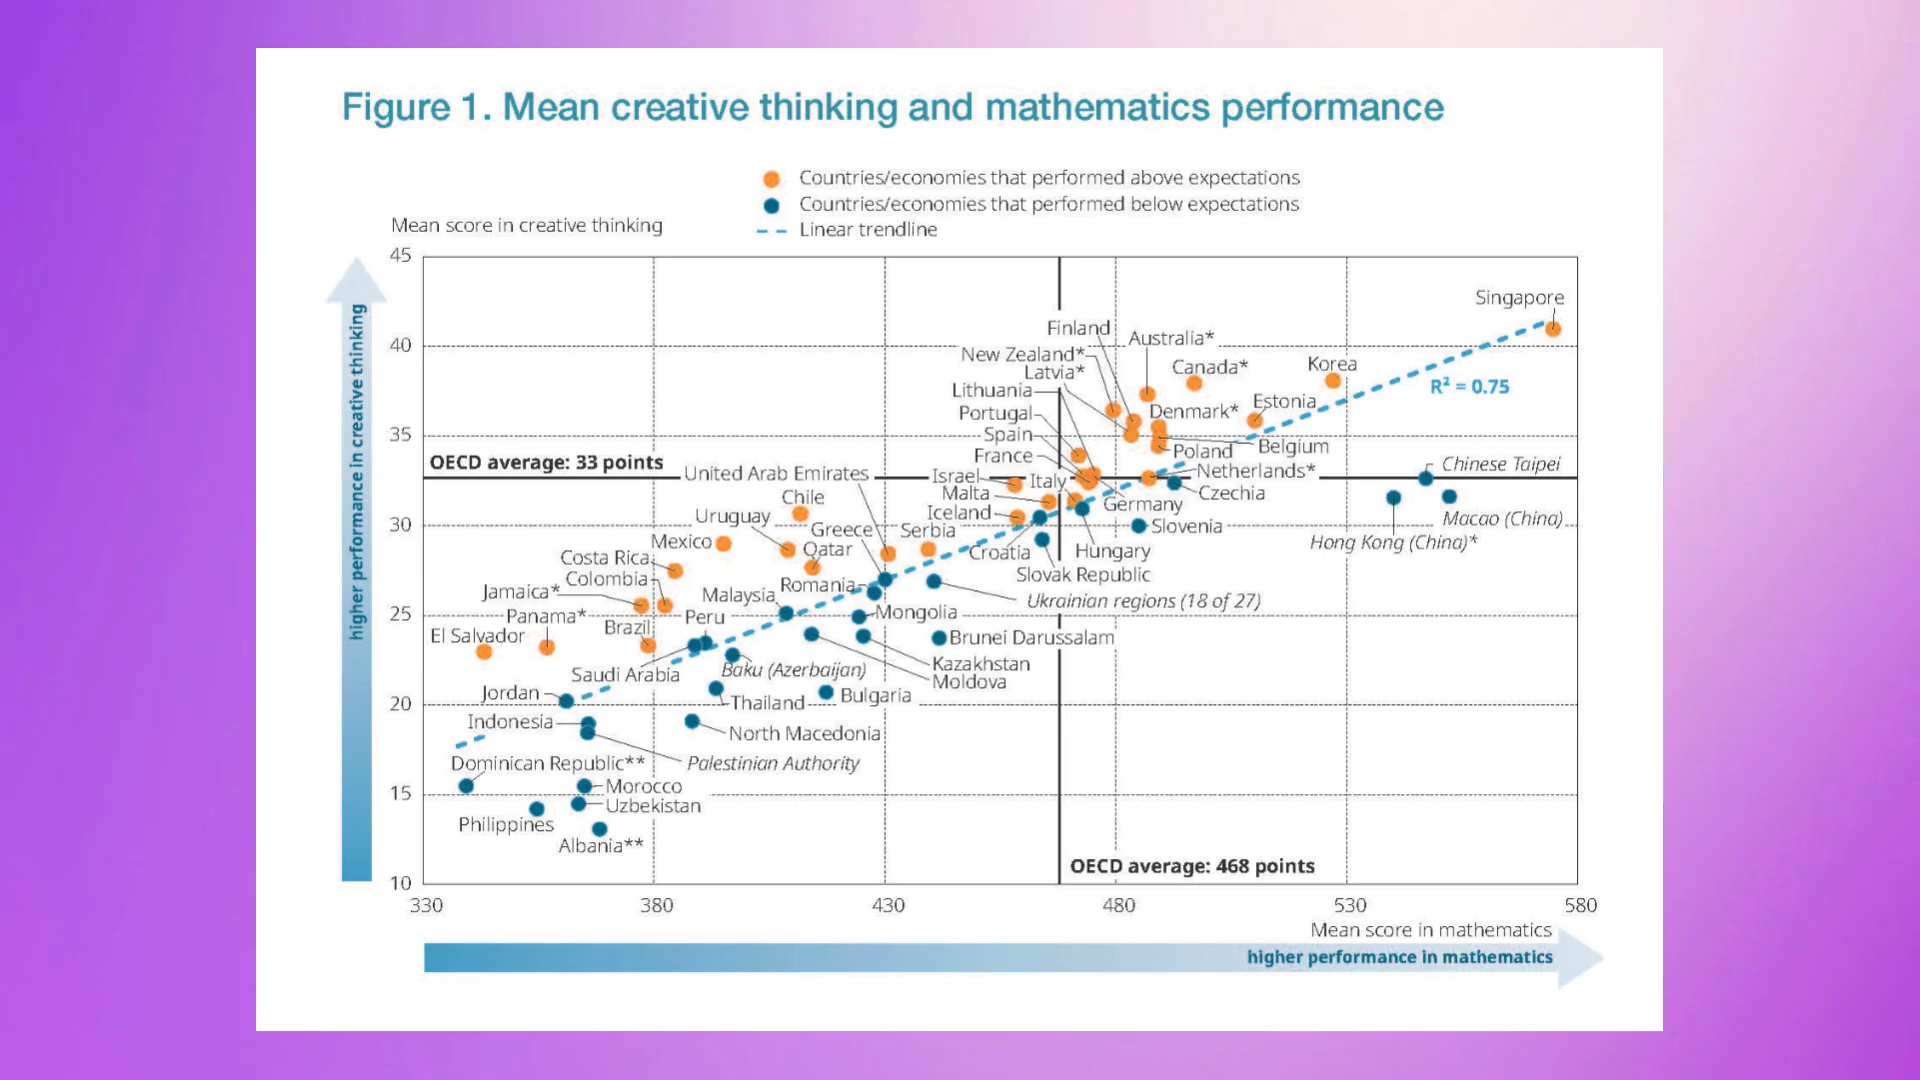 Figure 1. Mean creative thinking and mathematics performance
Countries/economies that performed above expectations
Countries/economies that performed below expectations
Linear trendline
Mean score in creative thinking
higher performance in creative thinking
45
40
35
30
25
20
15
10
Singapore
Finland
Australia*
New Zealand*
Latvia*
Canada*
Korea
R² = 0.75
Lithuania
Portugal
Denmark*
Estonia
Spain
Poland
Belgium
OECD average: 33 points
France
United Arab Emirates
Israel
Italy
Netherlands*
Chinese Taipei
Malta
Czechia
Chile
Germany
Iceland
Macao (China)
Uruguay
Greece
Serbia
Slovenia
Mexico
Qatar
Croatia
Hungary
Hong Kong (China)*
Costa Rica
Colombia
Slovak Republic
Jamaica*
Malaysia
Romania
Ukrainian regions (18 of 27)
Panama*
Peru
Mongolia
El Salvador
Brazil
Brunei Darussalam
Saudi Arabia
Baku (Azerbaijan)
Kazakhstan
Moldova
Jordan
Thailand
Bulgaria
Indonesia
North Macedonia
Dominican Republic**
Palestinian Authority
Morocco
Uzbekistan
Philippines
Albania**
OECD average: 468 points
330
380
430
480
530
580
Mean score in mathematics
higher performance in mathematics